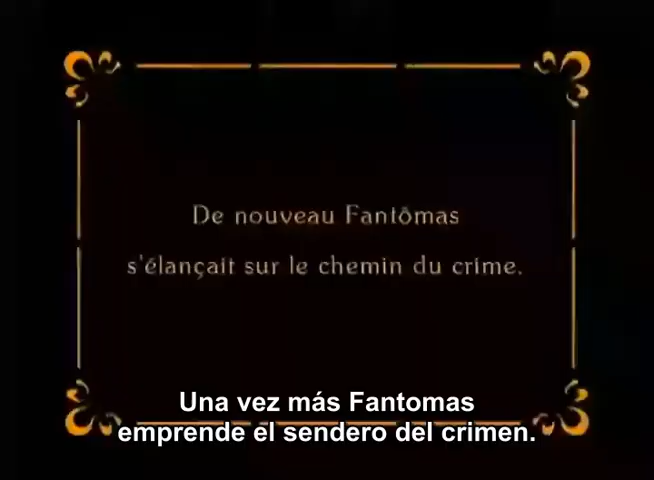 De nouveau Fantômas
s'élançait sur le chemin du crime.
Una vez más Fantomas
emprende el sendero del crimen.